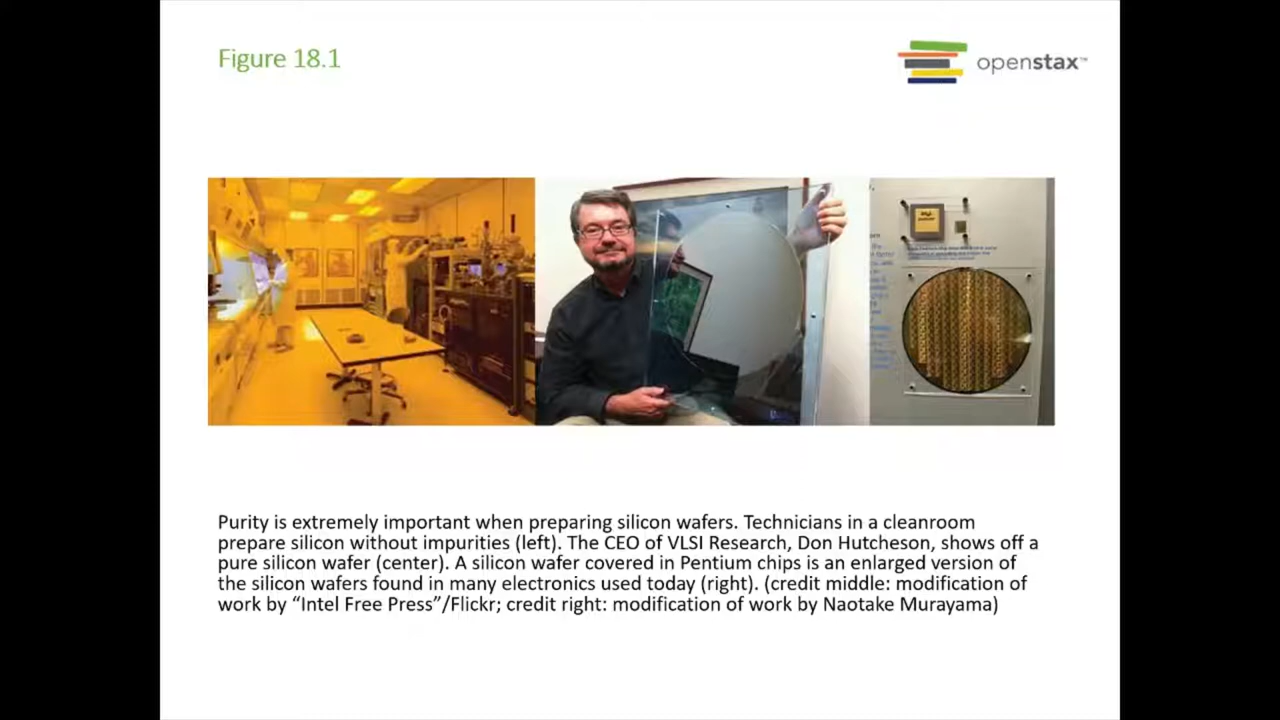 Figure 18.1
openstax™
Purity is extremely important when preparing silicon wafers. Technicians in a cleanroom
prepare silicon without impurities (left). The CEO of VLSI Research, Don Hutcheson, shows off a
pure silicon wafer (center). A silicon wafer covered in Pentium chips is an enlarged version of
the silicon wafers found in many electronics used today (right). (credit middle: modification of
work by “Intel Free Press”/Flickr; credit right: modification of work by Naotake Murayama)